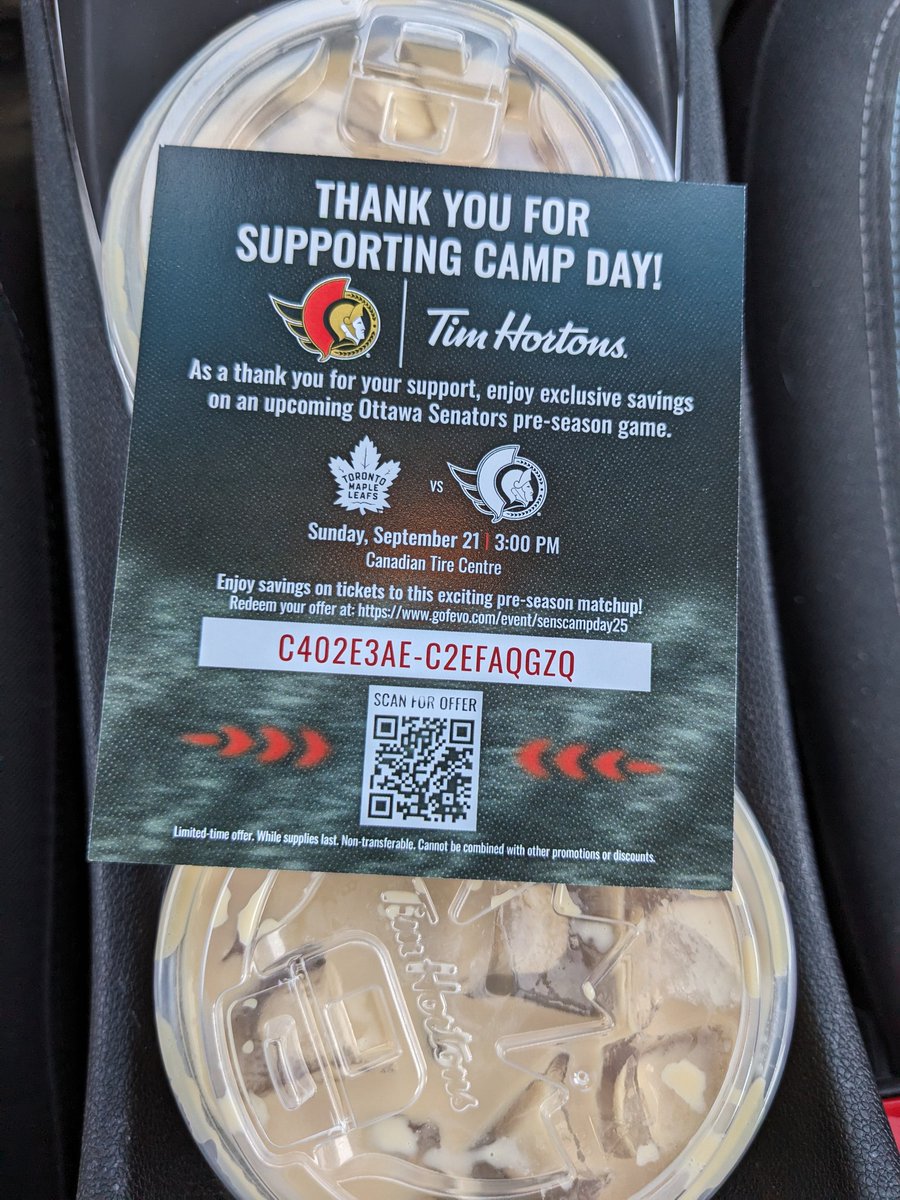 THANK YOU FOR
SUPPORTING CAMP DAY!
Tim Hortons.
As a thank you for your support, enjoy exclusive savings
on an upcoming Ottawa Senators pre-season game.
TORONTO
MAPLE
LEAFS
VS
Sunday, September 21 | 3:00 PM
Canadian Tire Centre
Enjoy savings on tickets to this exciting pre-season matchup!
Redeem your offer at: https://www.gofevo.com/event/senscampday25
C402E3AE-C2EFAQGZQ
SCAN FOR OFFER
Limited-time offer. While supplies last. Non-transferable. Cannot be combined with other promotions or discounts.
Tim Hortons